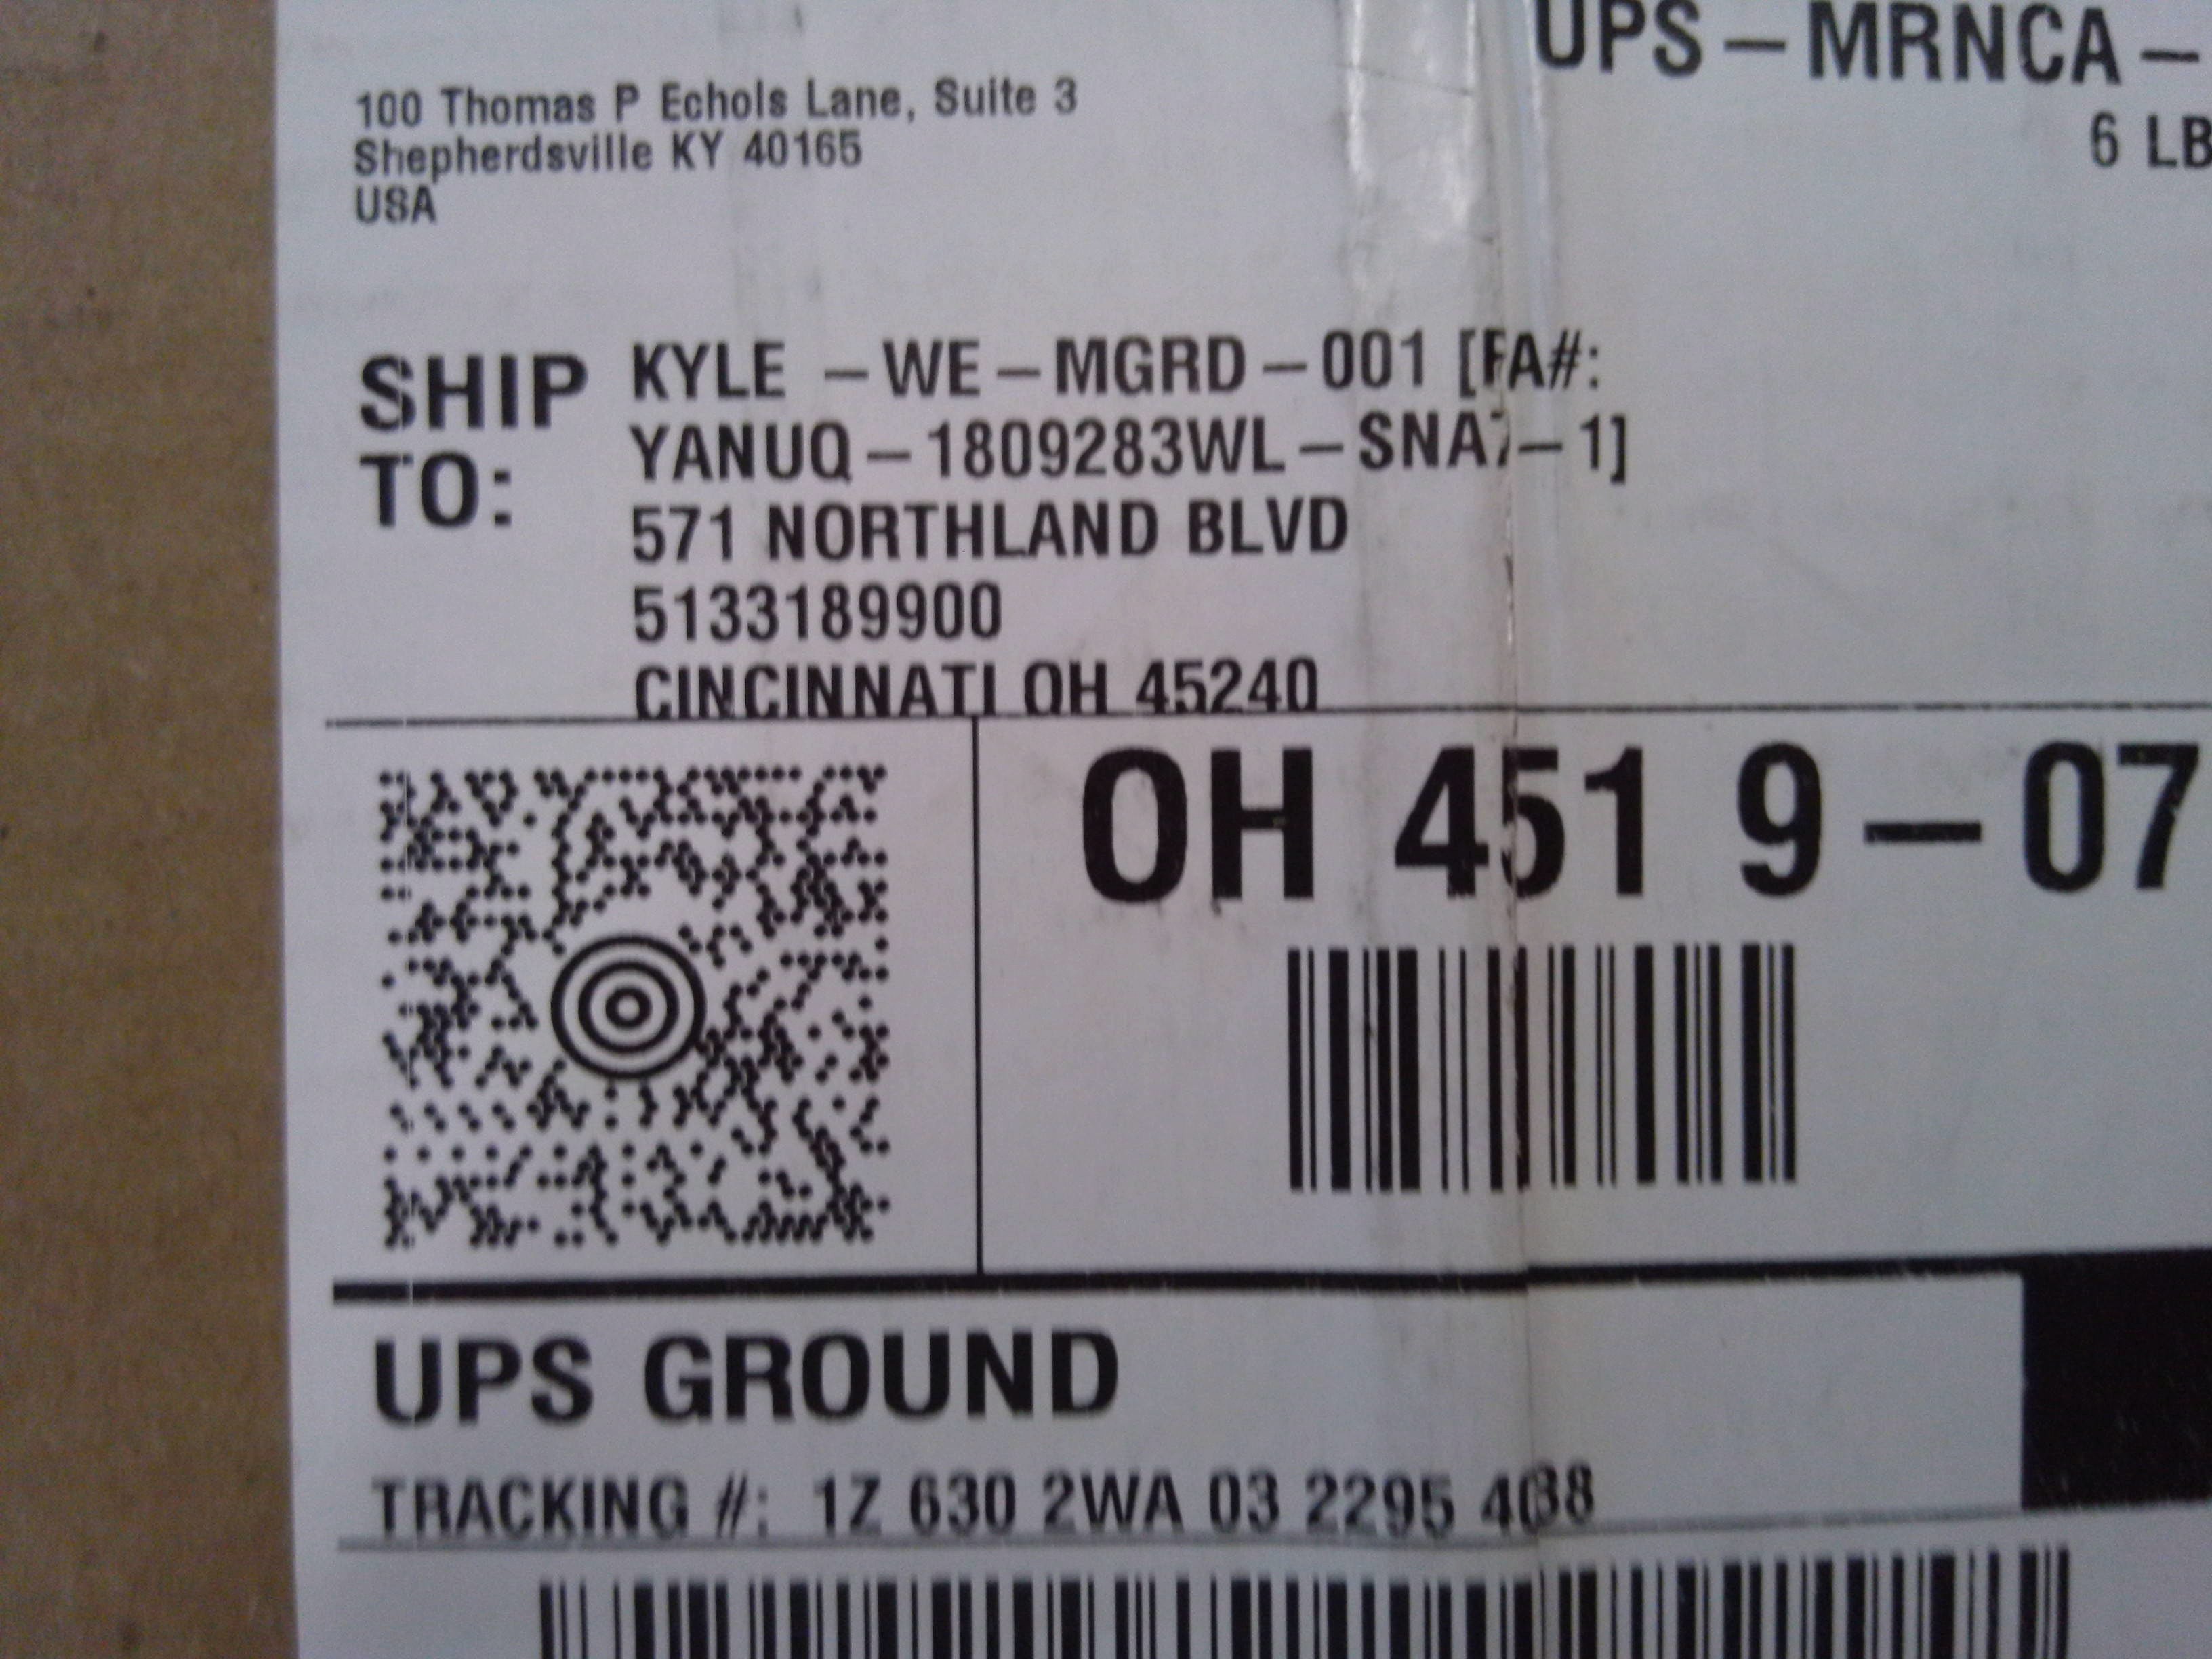 UPS – MRNCA –
6 LB
100 Thomas P Echols Lane, Suite 3
Shepherdsville KY 40165
USA
SHIP TO:
KYLE – WE – MGRD – 001 [FA#:
YANUQ – 1809283WL – SNA7 – 1]
571 NORTHLAND BLVD
5133189900
CINCINNATI OH 45240
OH 451 9 – 07
UPS GROUND
TRACKING #: 1Z 630 2WA 03 2295